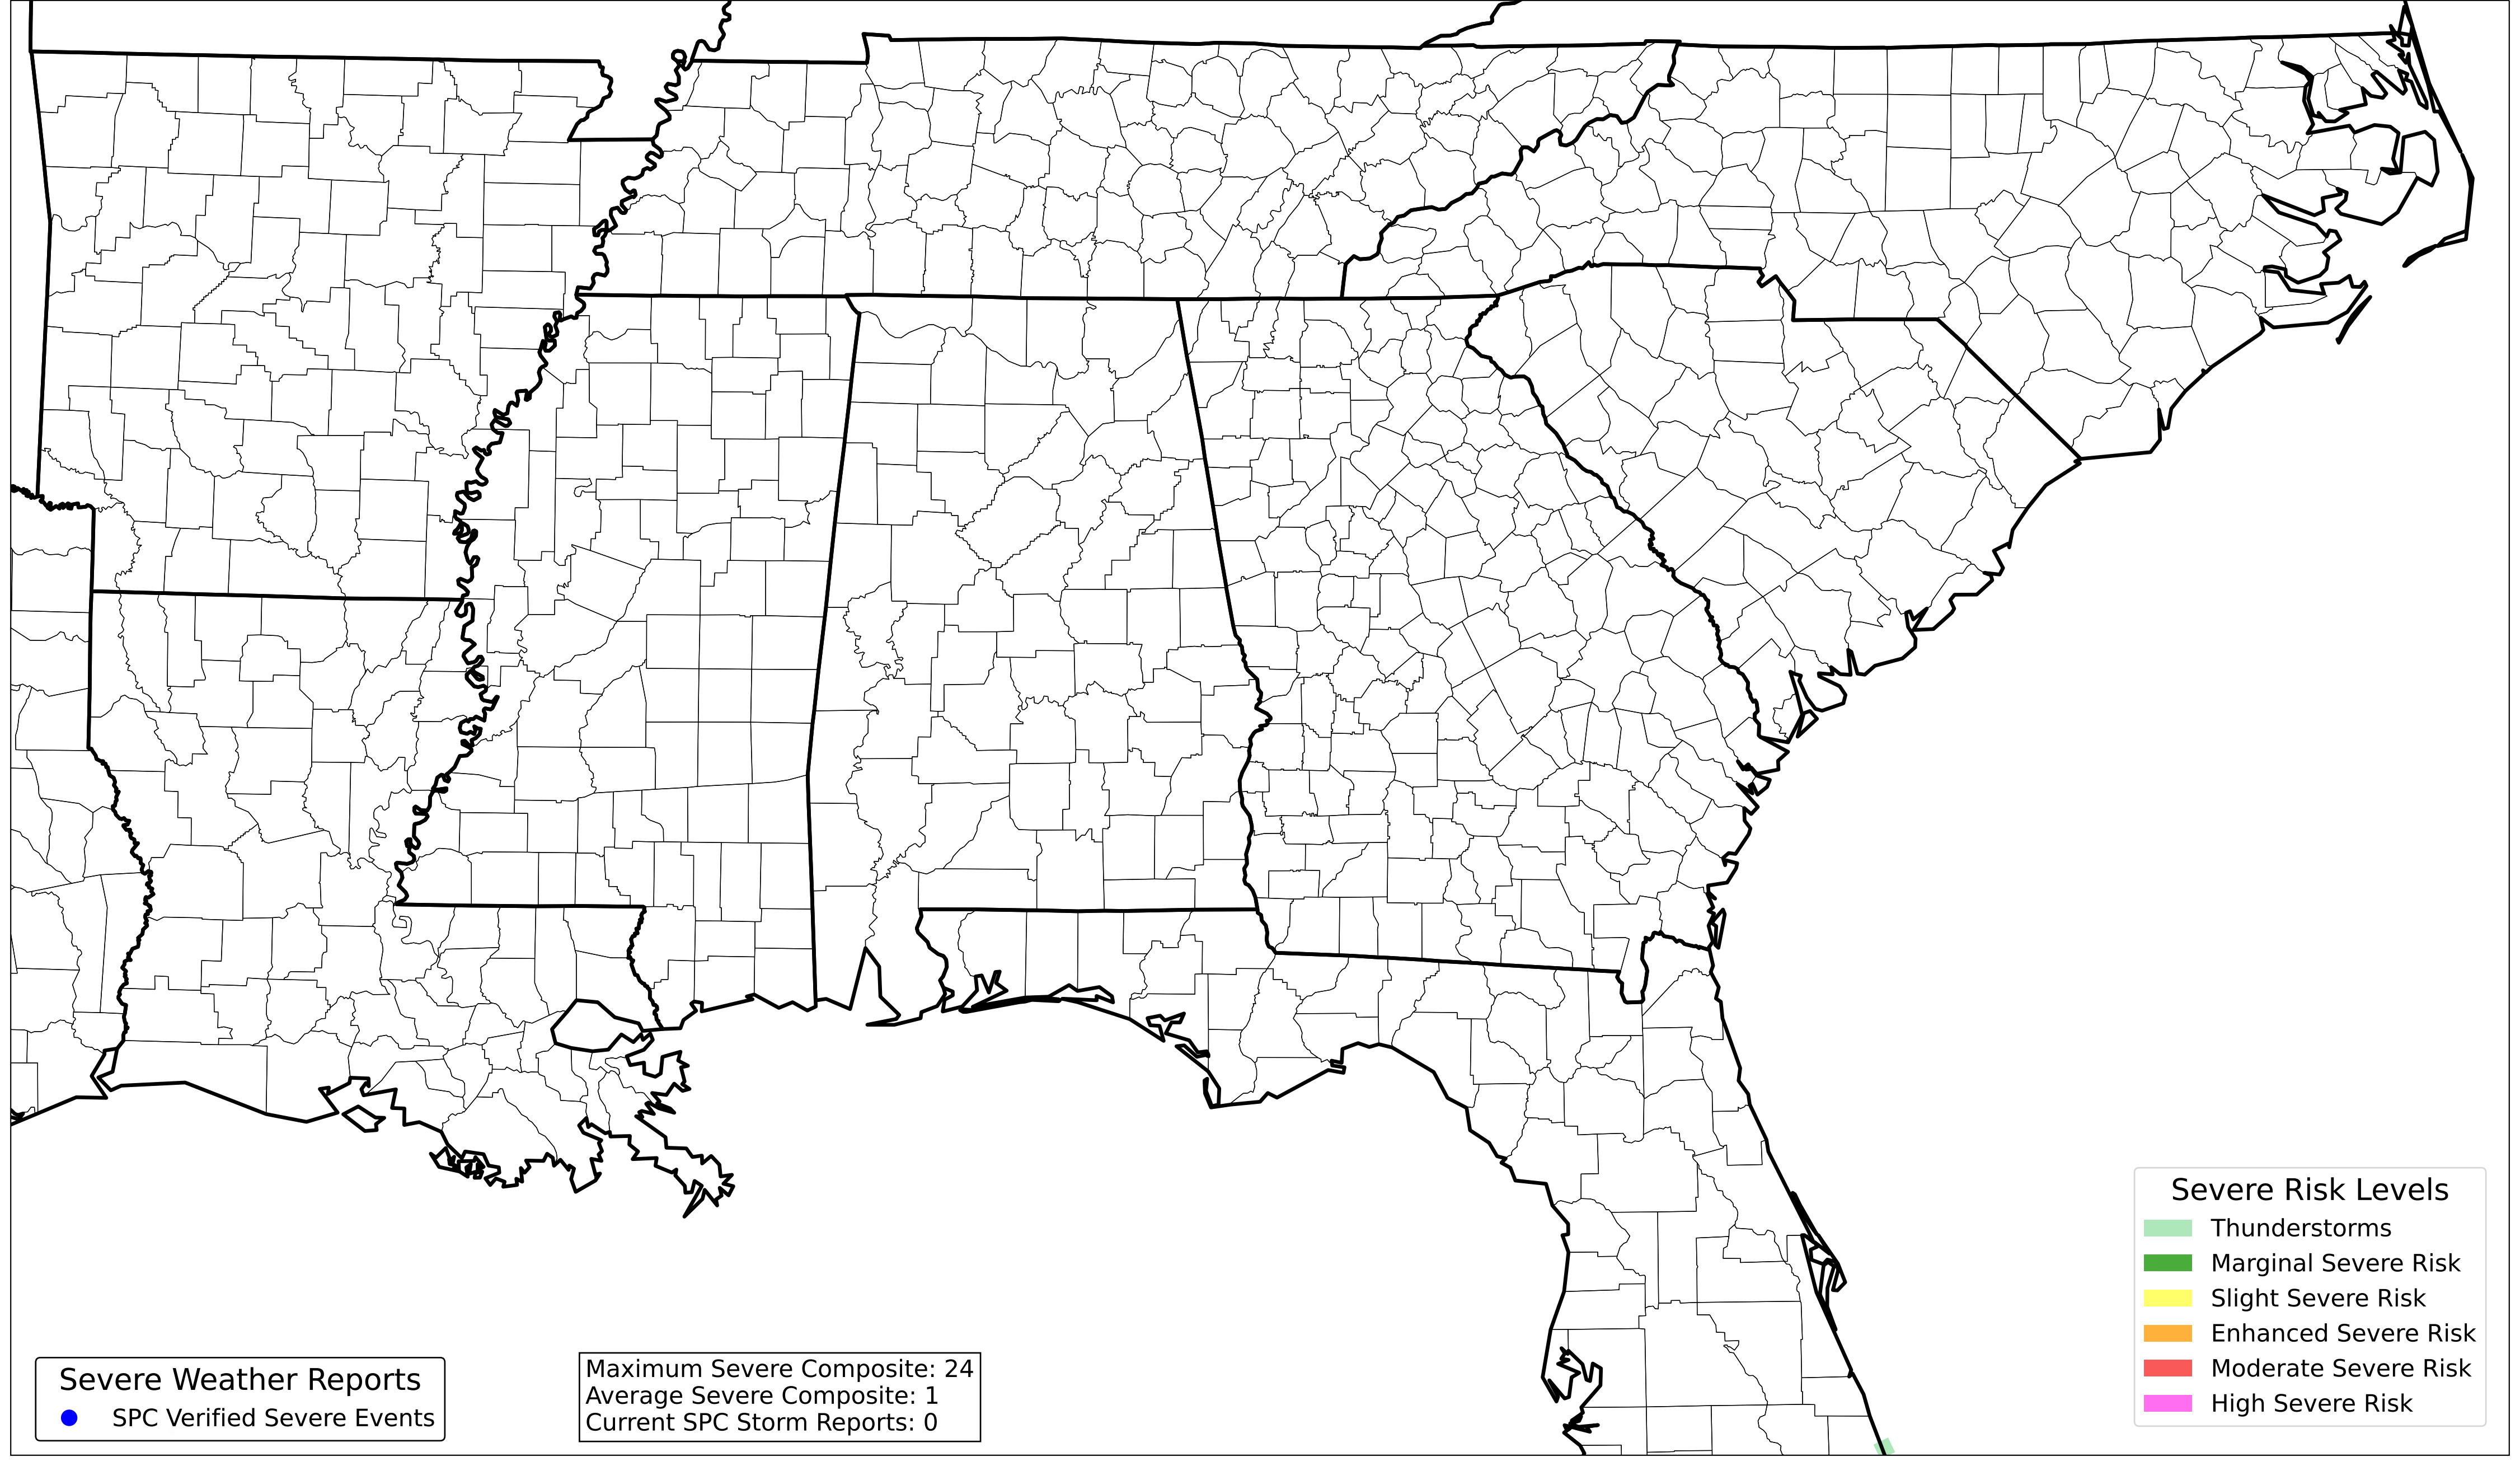 Severe Risk Levels
Thunderstorms
Marginal Severe Risk
Slight Severe Risk
Enhanced Severe Risk
Moderate Severe Risk
High Severe Risk
Severe Weather Reports
SPC Verified Severe Events
Maximum Severe Composite: 24
Average Severe Composite: 1
Current SPC Storm Reports: 0